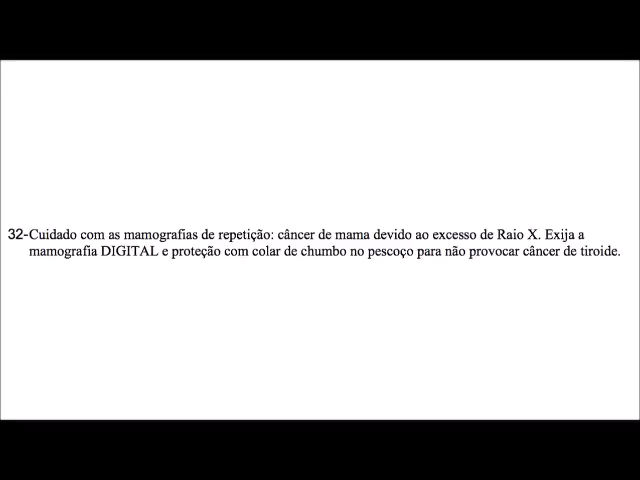 32-Cuidado com as mamografias de repetição: câncer de mama devido ao excesso de Raio X. Exija a
mamografia DIGITAL e proteção com colar de chumbo no pescoço para não provocar câncer de tiroide.